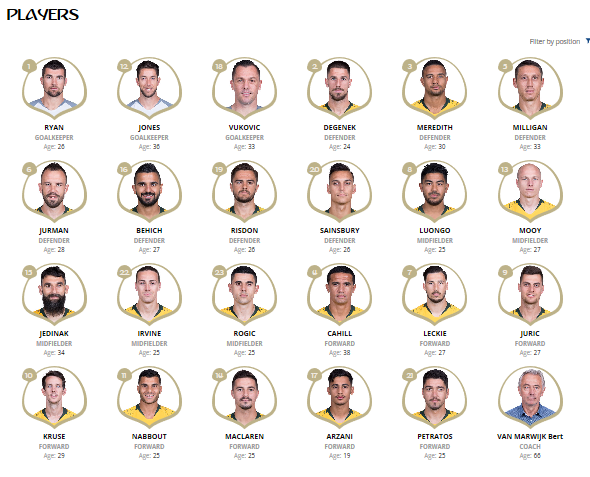 PLAYERS
Filter by position
1 12 18 2 3 5
RYAN JONES VUKOVIC DEGENEK MEREDITH MILLIGAN
GOALKEEPER GOALKEEPER GOALKEEPER DEFENDER DEFENDER DEFENDER
Age: 26 Age: 36 Age: 33 Age: 24 Age: 30 Age: 33
6 16 19 20 8 13
JURMAN BEHICH RISDON SAINSBURY LUONGO MOOY
DEFENDER DEFENDER DEFENDER DEFENDER MIDFIELDER MIDFIELDER
Age: 28 Age: 27 Age: 26 Age: 26 Age: 25 Age: 27
15 22 23 4 7 9
JEDINAK IRVINE ROGIC CAHILL LECKIE JURIC
MIDFIELDER MIDFIELDER MIDFIELDER FORWARD FORWARD FORWARD
Age: 34 Age: 25 Age: 25 Age: 38 Age: 27 Age: 27
10 11 14 17 21
KRUSE NABBOUT MACLAREN ARZANI PETRATOS VAN MARWIJK Bert
FORWARD FORWARD FORWARD FORWARD FORWARD COACH
Age: 29 Age: 25 Age: 25 Age: 19 Age: 25 Age: 66